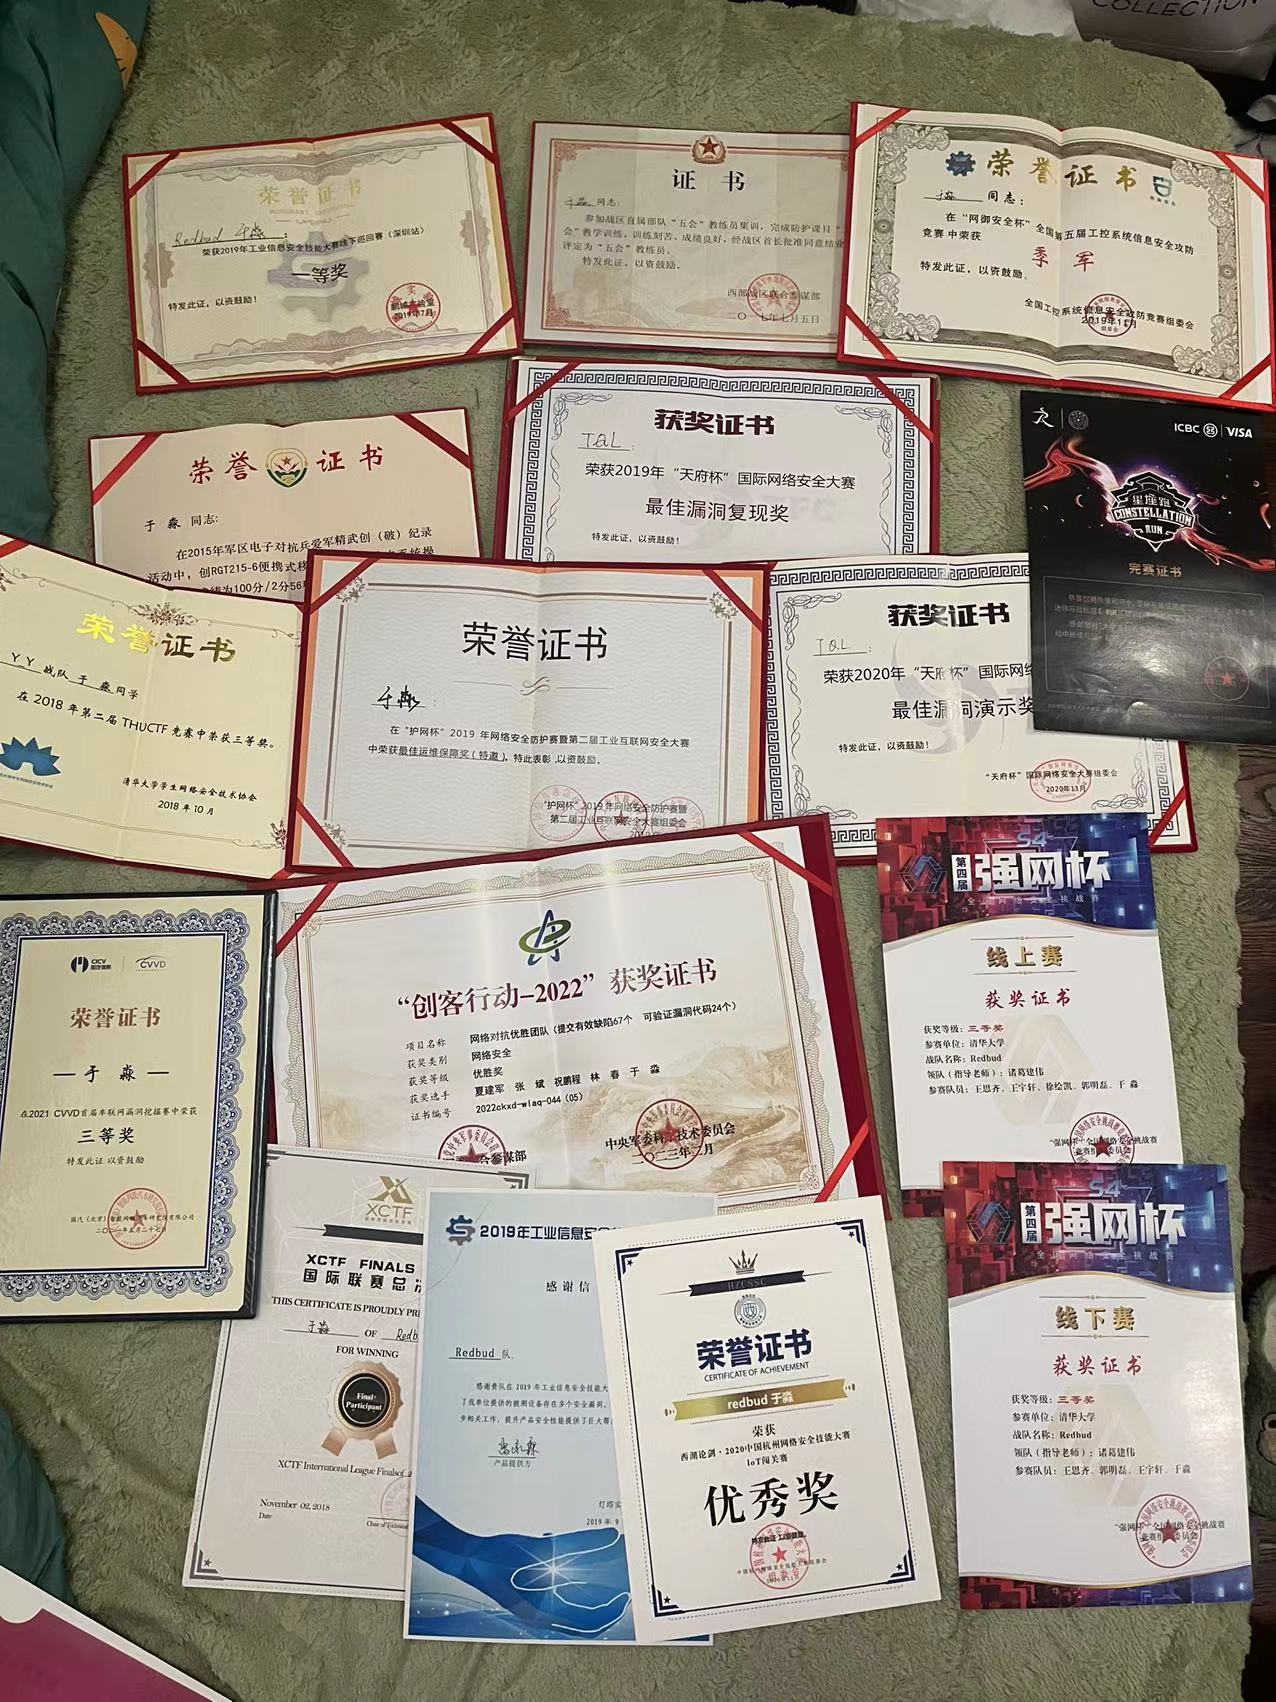 COLLECTION
荣誉证书
Redbud 于淼 :
荣获2019年工业信息安全技能大赛线下巡回赛（深圳站）
一等奖
特发此证，以资鼓励！
鹏城实验室
2019年7月
证 书
于淼 同志：
参加战区直属部队“五会”教练员集训，完成防护课目
会”教学训练，训练刻苦、成绩良好，经战区首长批准同意结业
评定为“五会”教练员。
特发此证，以资鼓励。
西部战区联合参谋部
二〇一七年七月五日
荣誉证书
于淼 同志：
在“网御安全杯”全国第五届工控系统信息安全攻防
竞赛 中荣获
季 军
特发此证，以资鼓励。
全国工控系统信息安全攻防竞赛组委会
2019年11月
荣誉证书
于 淼 同志:
在2015年军区电子对抗兵爱军精武创（破）纪录
活动中，创RGT215-6便携式移
绩为100分/2分56秒
获奖证书
TQL :
荣获2019年“天府杯”国际网络安全大赛
最佳漏洞复现奖
特发此证，以资鼓励！
ICBC VISA
星座跑
CONSTELLATION
RUN
完赛证书
荣誉证书
YY 战队 于淼 同学
在 2018 年第二届 THUCTF 竞赛中荣获三等奖。
清华大学学生网络安全技术协会
2018 年 10 月
荣誉证书
于淼 :
在“护网杯”2019 年网络安全防护赛暨第二届工业互联网安全大赛
中荣获最佳运维保障奖（特邀）。特此表彰，以资鼓励。
“护网杯”2019 年网络安全防护赛暨
第二届工业互联网安全大赛组委会
获奖证书
TQL :
荣获2020年“天府杯”国际网络
最佳漏洞演示奖
特发此证，以资鼓励！
“天府杯”国际网络安全大赛组委会
2020年11月
CICV
CVVD
荣誉证书
— 于 淼 —
在2021 CVVD首届车联网漏洞挖掘赛中荣获
三等奖
特发此证 以资鼓励
国汽（北京）智能网联汽车研究院有限公司
“创客行动-2022”获奖证书
项目名称 网络对抗优胜团队（提交有效缺陷67个 可验证漏洞代码24个）
获奖类别 网络安全
获奖等级 优胜奖
获奖选手 夏建军 张 斌 祝鹏程 林 春 于 淼
证书编号 2022ckxd-wlaq-044（05）
合参谋部
中央军委科学技术委员会
二〇二三年二月
S4
第四届
强网杯
全国网络安全挑战赛
线上赛
获奖证书
获奖等级：三等奖
参赛单位：清华大学
战队名称：Redbud
领队（指导老师）：诸葛建伟
参赛队员：王思齐、王宇轩、徐绘凯、郭明磊、于 淼
“强网杯”全国网络安全挑战赛
竞赛组委会
XCTF
XCTF FINALS
国际联赛总决
THIS CERTIFICATE IS PROUDLY PRE
于淼 OF Redb
FOR WINNING
Final
Participant
XCTF International League Finals
November 02, 2018
Date
2019年工业信息安
感谢信
Redbud 队
感谢贵队在 2019 年工业信息安全技能大
了我单位提供的被测设备存在多个安全漏洞，
步相关工作，提升产品安全性能提供了巨大帮
产品提供方
灯塔实
2019 年 9
HZCSSC
荣誉证书
CERTIFICATE OF ACHIEVEMENT
redbud 于淼
荣获
西湖论剑·2020中国杭州网络安全技能大赛
IoT闯关赛
优秀奖
特发此证 以资鼓励
S4
第四届
强网杯
全国网络安全挑战赛
线下赛
获奖证书
获奖等级：三等奖
参赛单位：清华大学
战队名称：Redbud
领队（指导老师）：诸葛建伟
参赛队员：王思齐、郭明磊、王宇轩、于淼
“强网杯”全国网络安全挑战赛
竞赛组委会